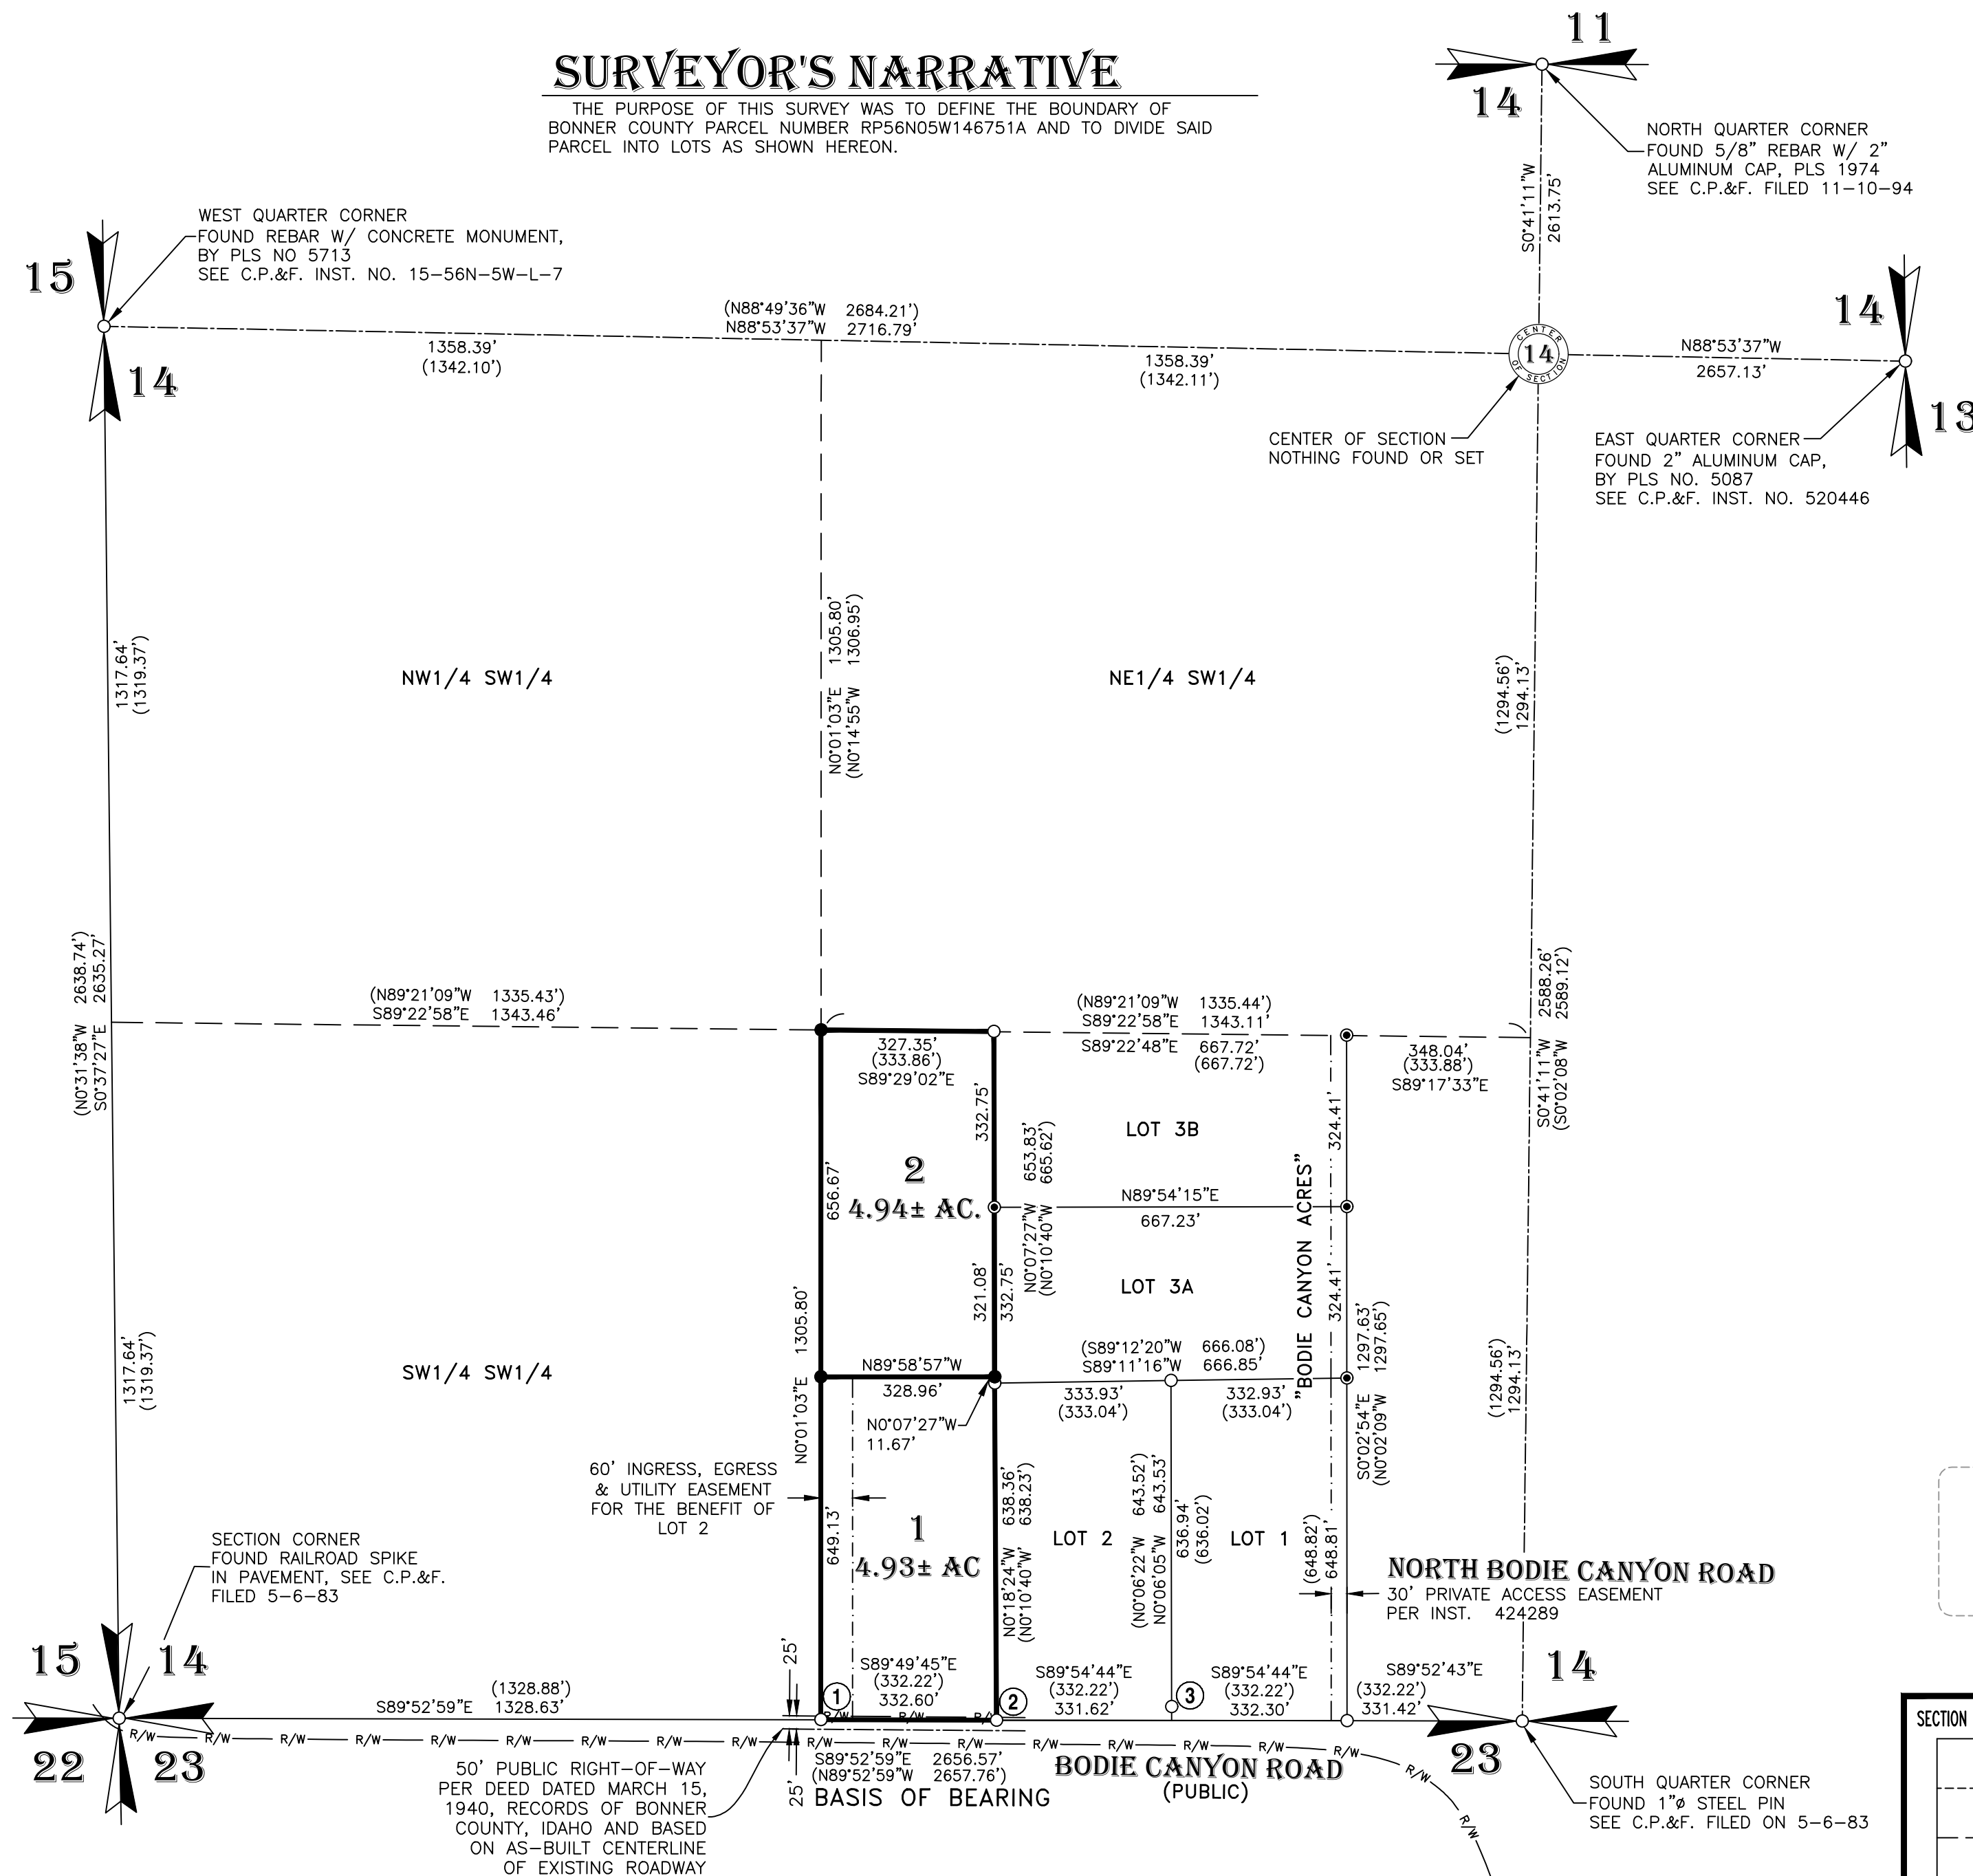 SURVEYOR'S NARRATIVE
THE PURPOSE OF THIS SURVEY WAS TO DEFINE THE BOUNDARY OF
BONNER COUNTY PARCEL NUMBER RP56N05W146751A AND TO DIVIDE SAID
PARCEL INTO LOTS AS SHOWN HEREON.
11
14
NORTH QUARTER CORNER
FOUND 5/8" REBAR W/ 2"
ALUMINUM CAP, PLS 1974
SEE C.P.&F. FILED 11-10-94
S0°41'11"W
2613.75'
WEST QUARTER CORNER
FOUND REBAR W/ CONCRETE MONUMENT,
BY PLS NO 5713
SEE C.P.&F. INST. NO. 15-56N-5W-L-7
15
14
(N88°49'36"W 2684.21')
N88°53'37"W 2716.79'
1358.39'
(1342.10')
1358.39'
(1342.11')
CENTER
14
OF SECTION
N88°53'37"W
2657.13'
14
13
CENTER OF SECTION
NOTHING FOUND OR SET
EAST QUARTER CORNER
FOUND 2" ALUMINUM CAP,
BY PLS NO. 5087
SEE C.P.&F. INST. NO. 520446
1317.64'
(1319.37')
NW1/4 SW1/4
N0°01'03"E 1305.80'
(N0°14'55"W 1306.95')
NE1/4 SW1/4
(1294.56')
1294.13'
(N0°31'38"W 2638.74')
S0°37'27"E 2635.27'
(N89°21'09"W 1335.43')
S89°22'58"E 1343.46'
(N89°21'09"W 1335.44')
S89°22'58"E 1343.11'
S0°41'11"W 2588.26'
(S0°02'08"W 2589.12')
327.35'
(333.86')
S89°29'02"E
S89°22'48"E 667.72'
(667.72')
348.04'
(333.88')
S89°17'33"E
332.75'
324.41'
LOT 3B
653.83'
N0°07'27"W
665.62')
(N0°10'40"W
2
4.94± AC.
656.67'
N89°54'15"E
667.23'
"BODIE CANYON ACRES"
321.08'
332.75'
LOT 3A
324.41'
1317.64'
(1319.37')
SW1/4 SW1/4
N0°01'03"E 1305.80'
N89°58'57"W
328.96'
(S89°12'20"W 666.08')
S89°11'16"W 666.85'
S0°02'54"E 1297.63'
(N0°02'09"W 1297.65')
(1294.56')
1294.13'
N0°07'27"W
11.67'
333.93'
(333.04')
332.93'
(333.04')
60' INGRESS, EGRESS
& UTILITY EASEMENT
FOR THE BENEFIT OF
LOT 2
649.13'
1
4.93± AC
N0°18'24"W 638.36'
(N0°10'40"W' 638.23')
LOT 2
(N0°06'22"W 643.52')
N0°06'05"W 643.53'
636.94'
(636.02')
LOT 1
(648.82')
648.81'
NORTH BODIE CANYON ROAD
30' PRIVATE ACCESS EASEMENT
PER INST. 424289
SECTION CORNER
FOUND RAILROAD SPIKE
IN PAVEMENT, SEE C.P.&F.
FILED 5-6-83
15
14
22
23
(1328.88')
S89°52'59"E 1328.63'
25'
25'
1
S89°49'45"E
(332.22')
332.60'
2
S89°54'44"E
(332.22')
331.62'
3
S89°54'44"E
(332.22')
332.30'
S89°52'43"E
(332.22')
331.42'
14
23
R/W R/W R/W
R/W R/W R/W R/W R/W R/W R/W R/W R/W R/W R/W R/W R/W R/W R/W R/W R/W R/W
S89°52'59"E 2656.57'
(N89°52'59"W 2657.76')
BASIS OF BEARING
BODIE CANYON ROAD
(PUBLIC)
50' PUBLIC RIGHT-OF-WAY
PER DEED DATED MARCH 15,
1940, RECORDS OF BONNER
COUNTY, IDAHO AND BASED
ON AS-BUILT CENTERLINE
OF EXISTING ROADWAY
SOUTH QUARTER CORNER
FOUND 1"ø STEEL PIN
SEE C.P.&F. FILED ON 5-6-83
SECTION